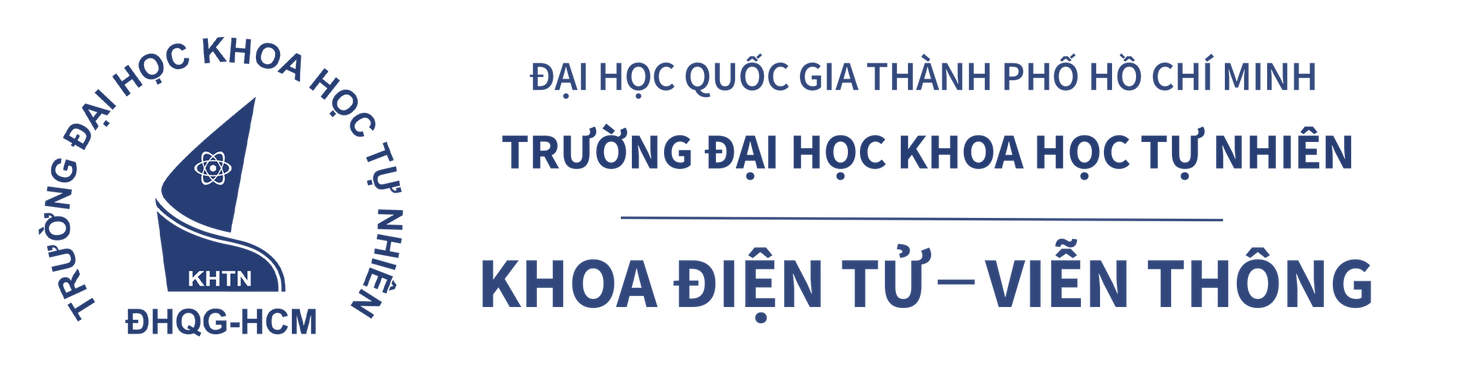 TRƯỜNG ĐẠI HỌC KHOA HỌC TỰ NHIÊN
KHTN
ĐHQG-HCM
ĐẠI HỌC QUỐC GIA THÀNH PHỐ HỒ CHÍ MINH
TRƯỜNG ĐẠI HỌC KHOA HỌC TỰ NHIÊN
KHOA ĐIỆN TỬ – VIỄN THÔNG